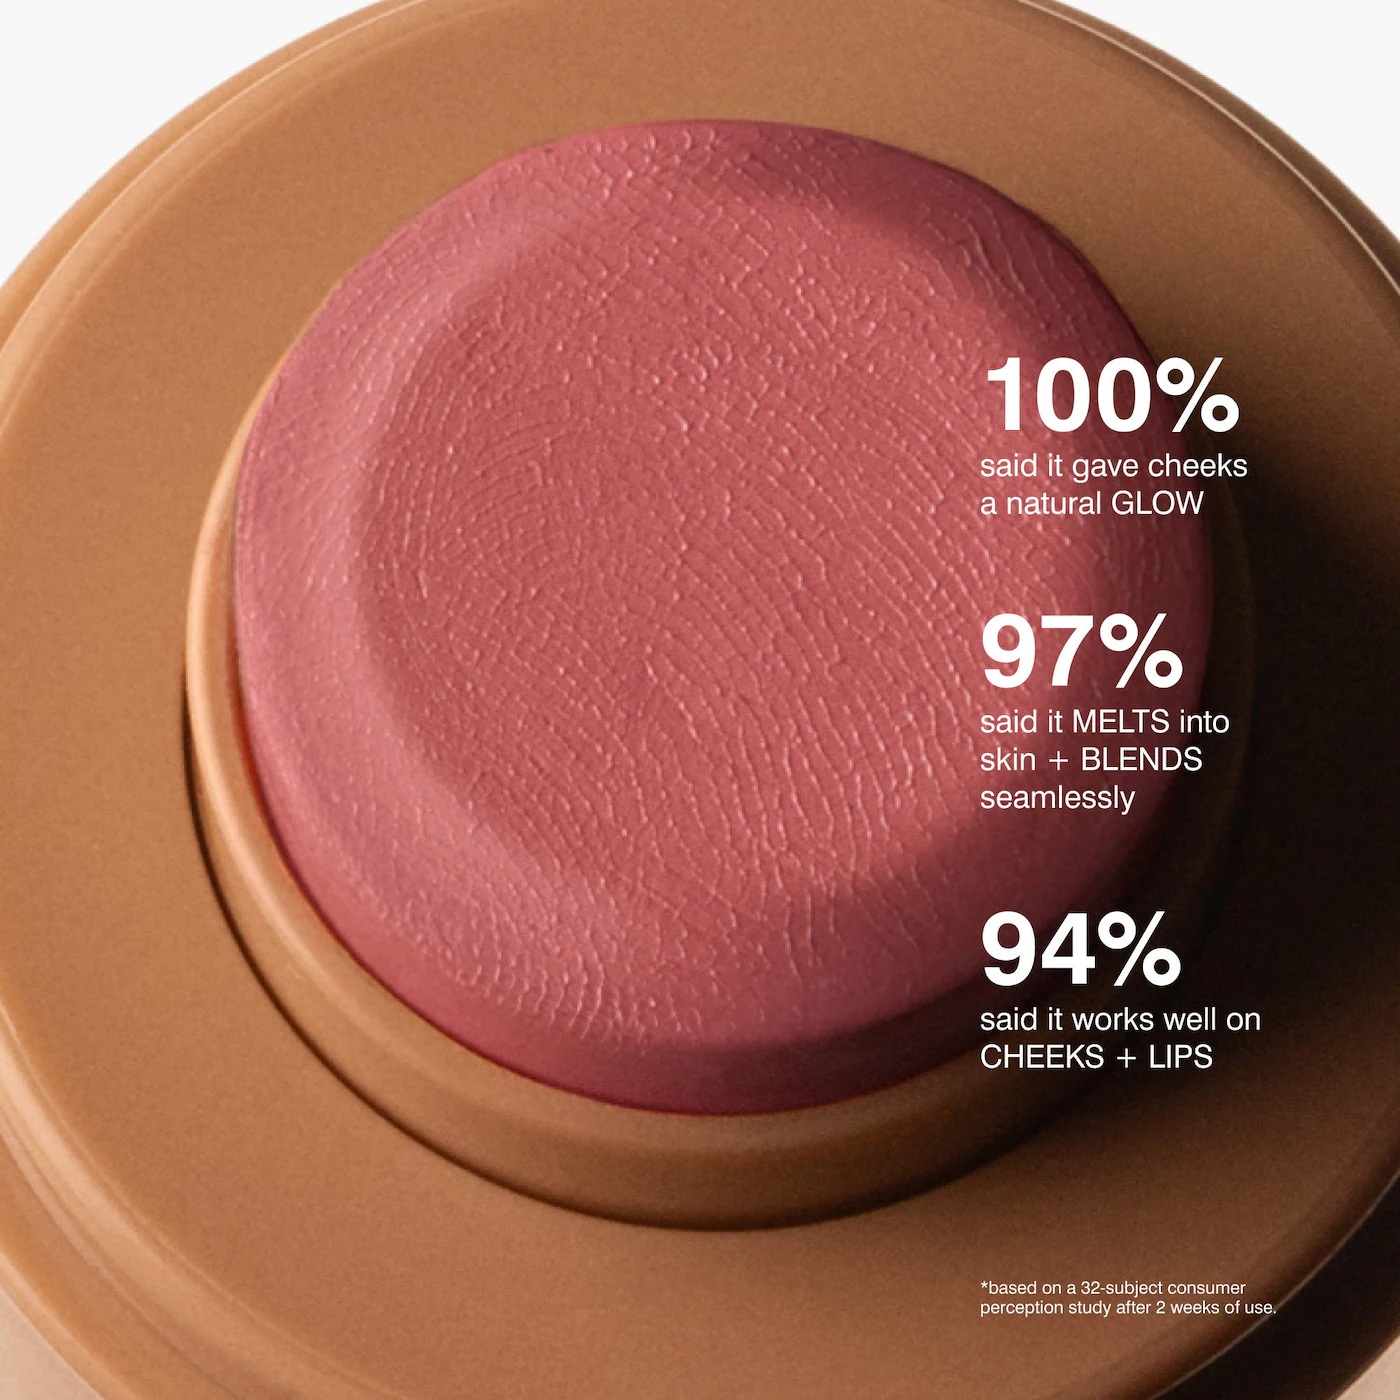 100%
said it gave cheeks
a natural GLOW
97%
said it MELTS into
skin + BLENDS
seamlessly
94%
said it works well on
CHEEKS + LIPS
*based on a 32-subject consumer
perception study after 2 weeks of use.